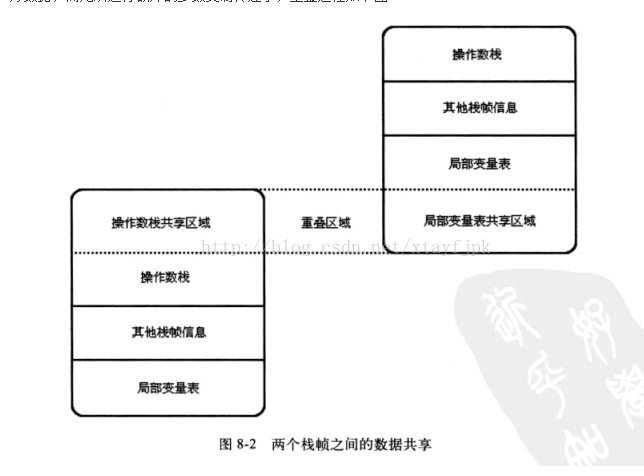 操作数栈
其他栈帧信息
局部变量表
操作数栈共享区域
重叠区域
局部变量表共享区域
http://blog.csdn.net/xtayfjpk
操作数栈
其他栈帧信息
局部变量表
图 8-2 两个栈帧之间的数据共享